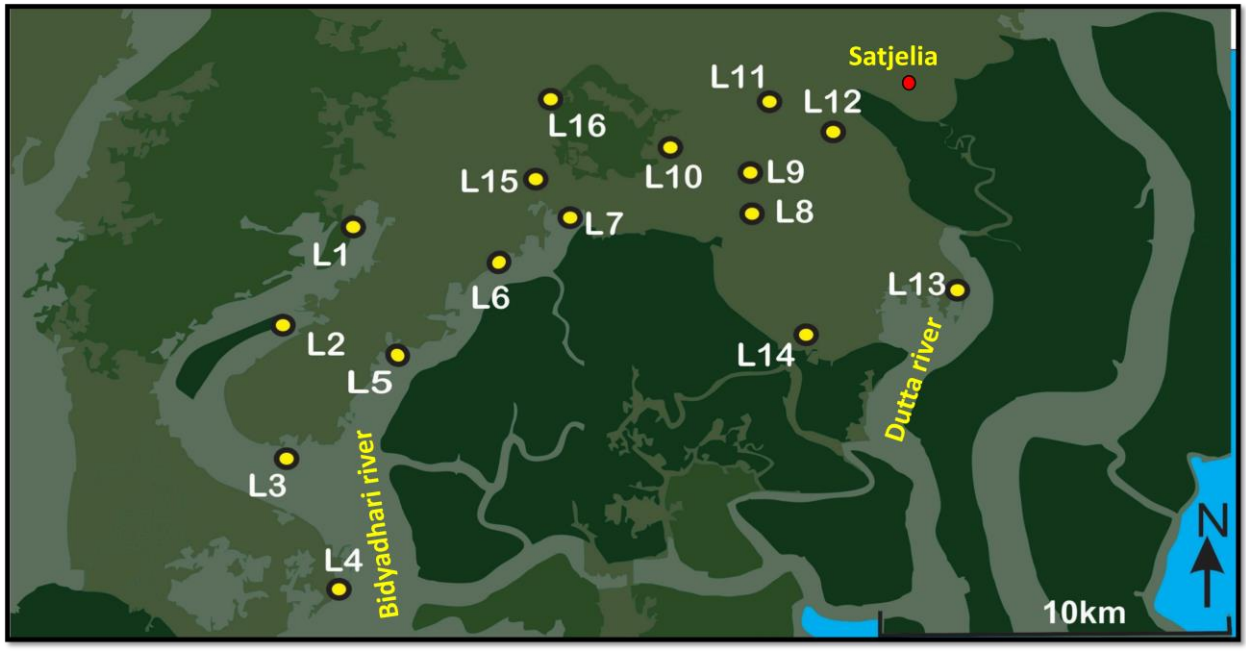 Satjelia
L11
L12
L16
L10
L9
L15
L8
L7
L1
L6
L13
L2
L14
L5
Dutta river
L3
Bidyadhari river
L4
N
10km